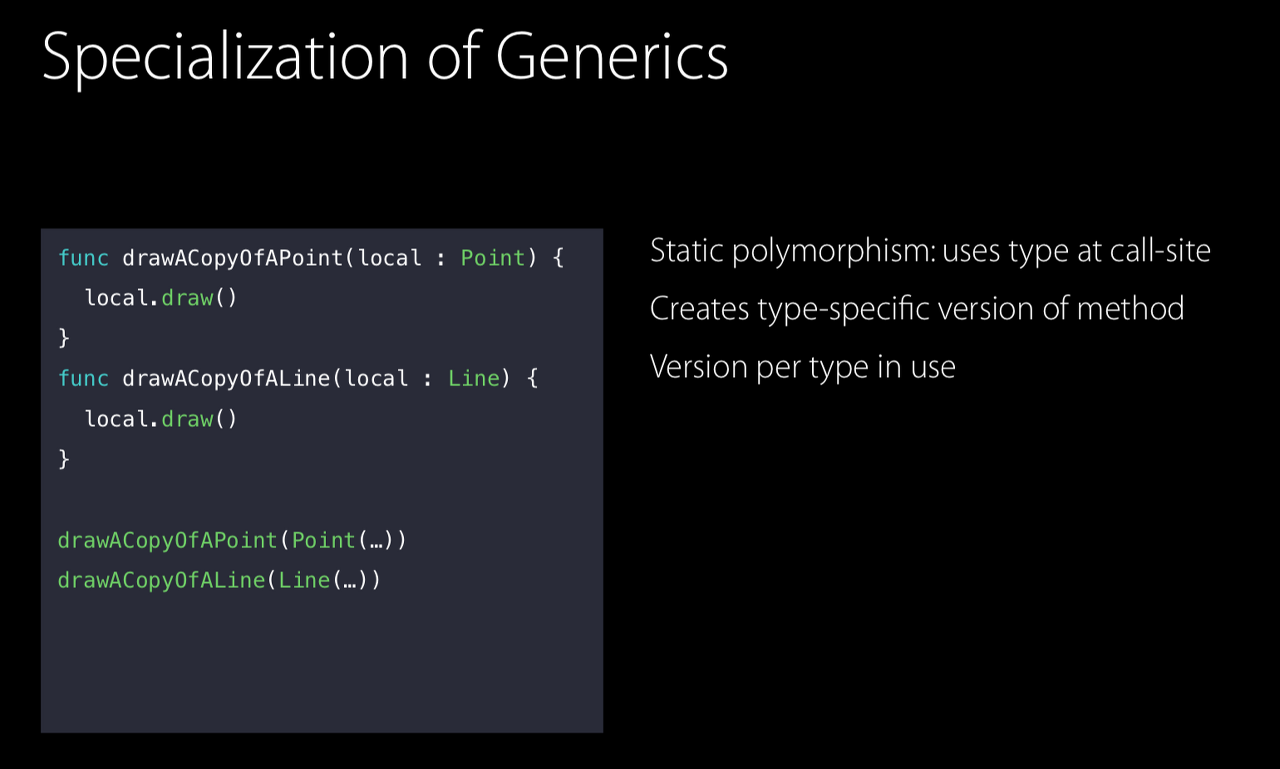 Specialization of Generics
func drawACopyOfAPoint(local : Point) {
  local.draw()
}
func drawACopyOfALine(local : Line) {
  local.draw()
}

drawACopyOfAPoint(Point(…))
drawACopyOfALine(Line(…))
Static polymorphism: uses type at call-site
Creates type-specific version of method
Version per type in use